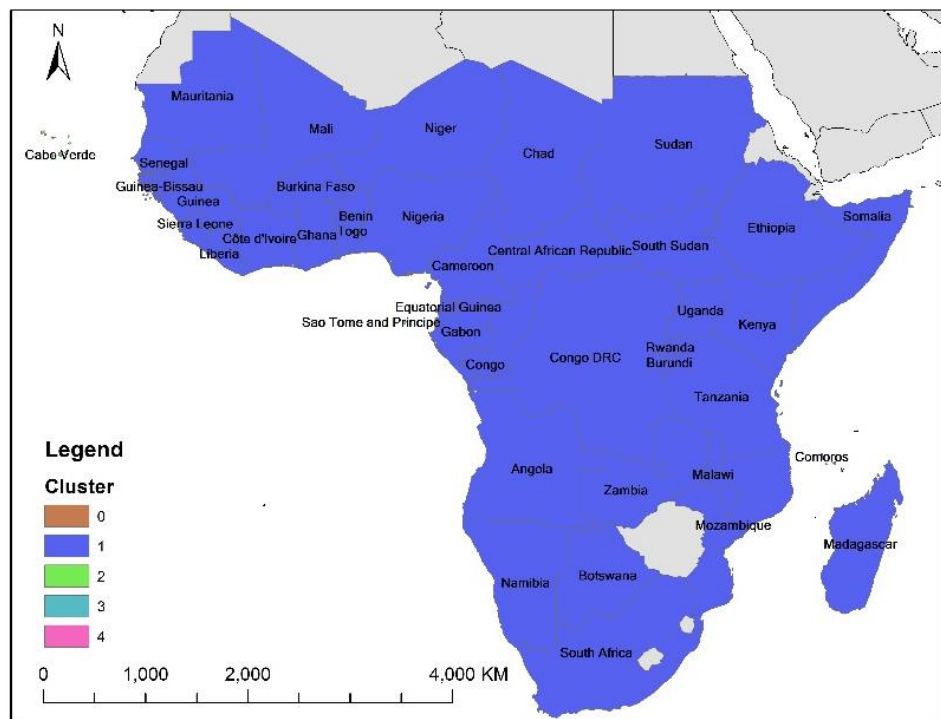 N
Mauritania
Mali
Niger
Chad
Sudan
Cabo Verde
Senegal
Guinea-Bissau
Burkina Faso
Guinea
Benin
Nigeria
Somalia
Sierra Leone
Togo
Ethiopia
Côte d'Ivoire
Ghana
South Sudan
Liberia
Central African Republic
Cameroon
Equatorial Guinea
Uganda
Sao Tome and Principe
Kenya
Gabon
Rwanda
Congo
Congo DRC
Burundi
Tanzania
Legend
Comoros
Angola
Malawi
Cluster
Zambia
0
Mozambique
1
Madagascar
2
Namibia
Botswana
3
4
South Africa
0 1,000 2,000 4,000 KM